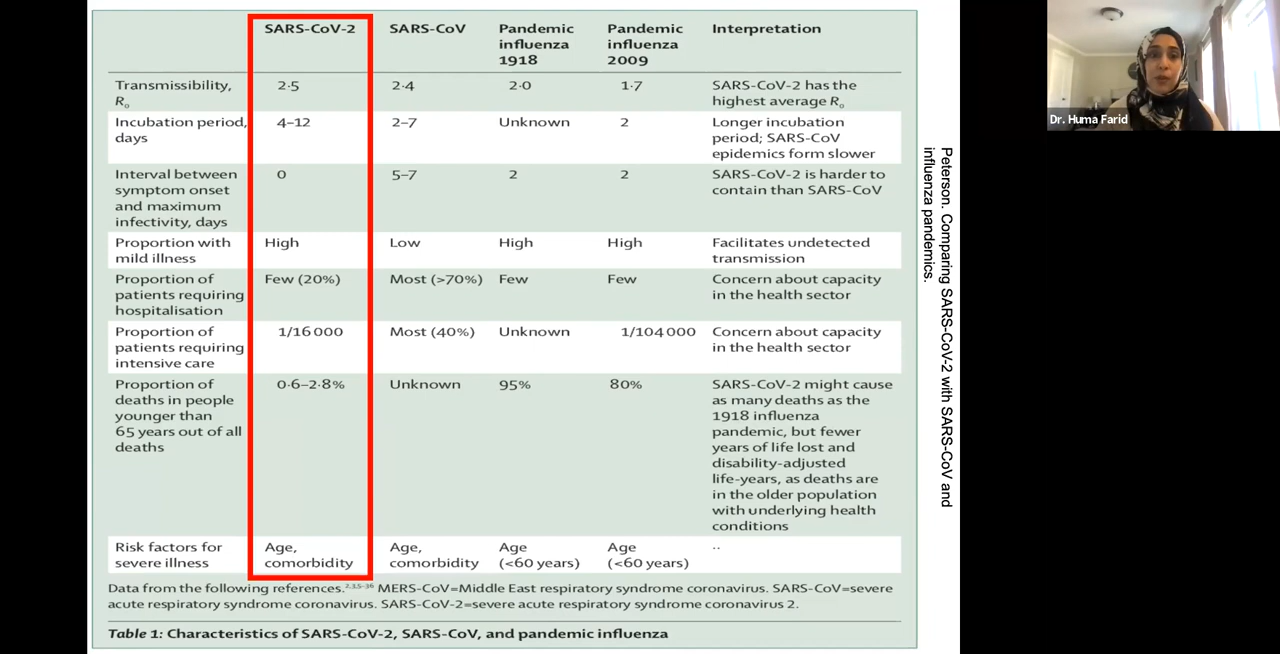 SARS-CoV-2 SARS-CoV Pandemic influenza 1918 Pandemic influenza 2009 Interpretation
Transmissibility, 2·5 2·4 2·0 1·7 SARS-CoV-2 has the
R₀ highest average R₀
Incubation period, 4–12 2–7 Unknown 2 Longer incubation
days period; SARS-CoV
epidemics form slower
Interval between 0 5–7 2 2 SARS-CoV-2 is harder to
symptom onset contain than SARS-CoV
and maximum
infectivity, days
Proportion with High Low High High Facilitates undetected
mild illness transmission
Proportion of Few (20%) Most (>70%) Few Few Concern about capacity
patients requiring in the health sector
hospitalisation
Proportion of 1/16 000 Most (40%) Unknown 1/104 000 Concern about capacity
patients requiring in the health sector
intensive care
Proportion of 0·6–2·8% Unknown 95% 80% SARS-CoV-2 might cause
deaths in people as many deaths as the
younger than 1918 influenza
65 years out of all pandemic, but fewer
deaths years of life lost and
disability-adjusted
life-years, as deaths are
in the older population
with underlying health
conditions
Risk factors for Age, Age, Age Age ··
severe illness comorbidity comorbidity (<60 years) (<60 years)
Data from the following references.²,³,³⁵⁻³⁶ MERS-CoV=Middle East respiratory syndrome coronavirus. SARS-CoV=severe
acute respiratory syndrome coronavirus. SARS-CoV-2=severe acute respiratory syndrome coronavirus 2.
Table 1: Characteristics of SARS-CoV-2, SARS-CoV, and pandemic influenza
Peterson. Comparing SARS-CoV-2 with SARS-CoV and
influenza pandemics.
Dr. Huma Farid